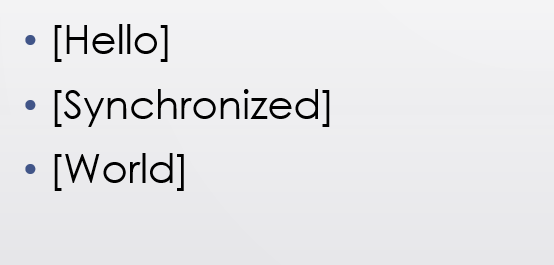 • [Hello]
• [Synchronized]
• [World]